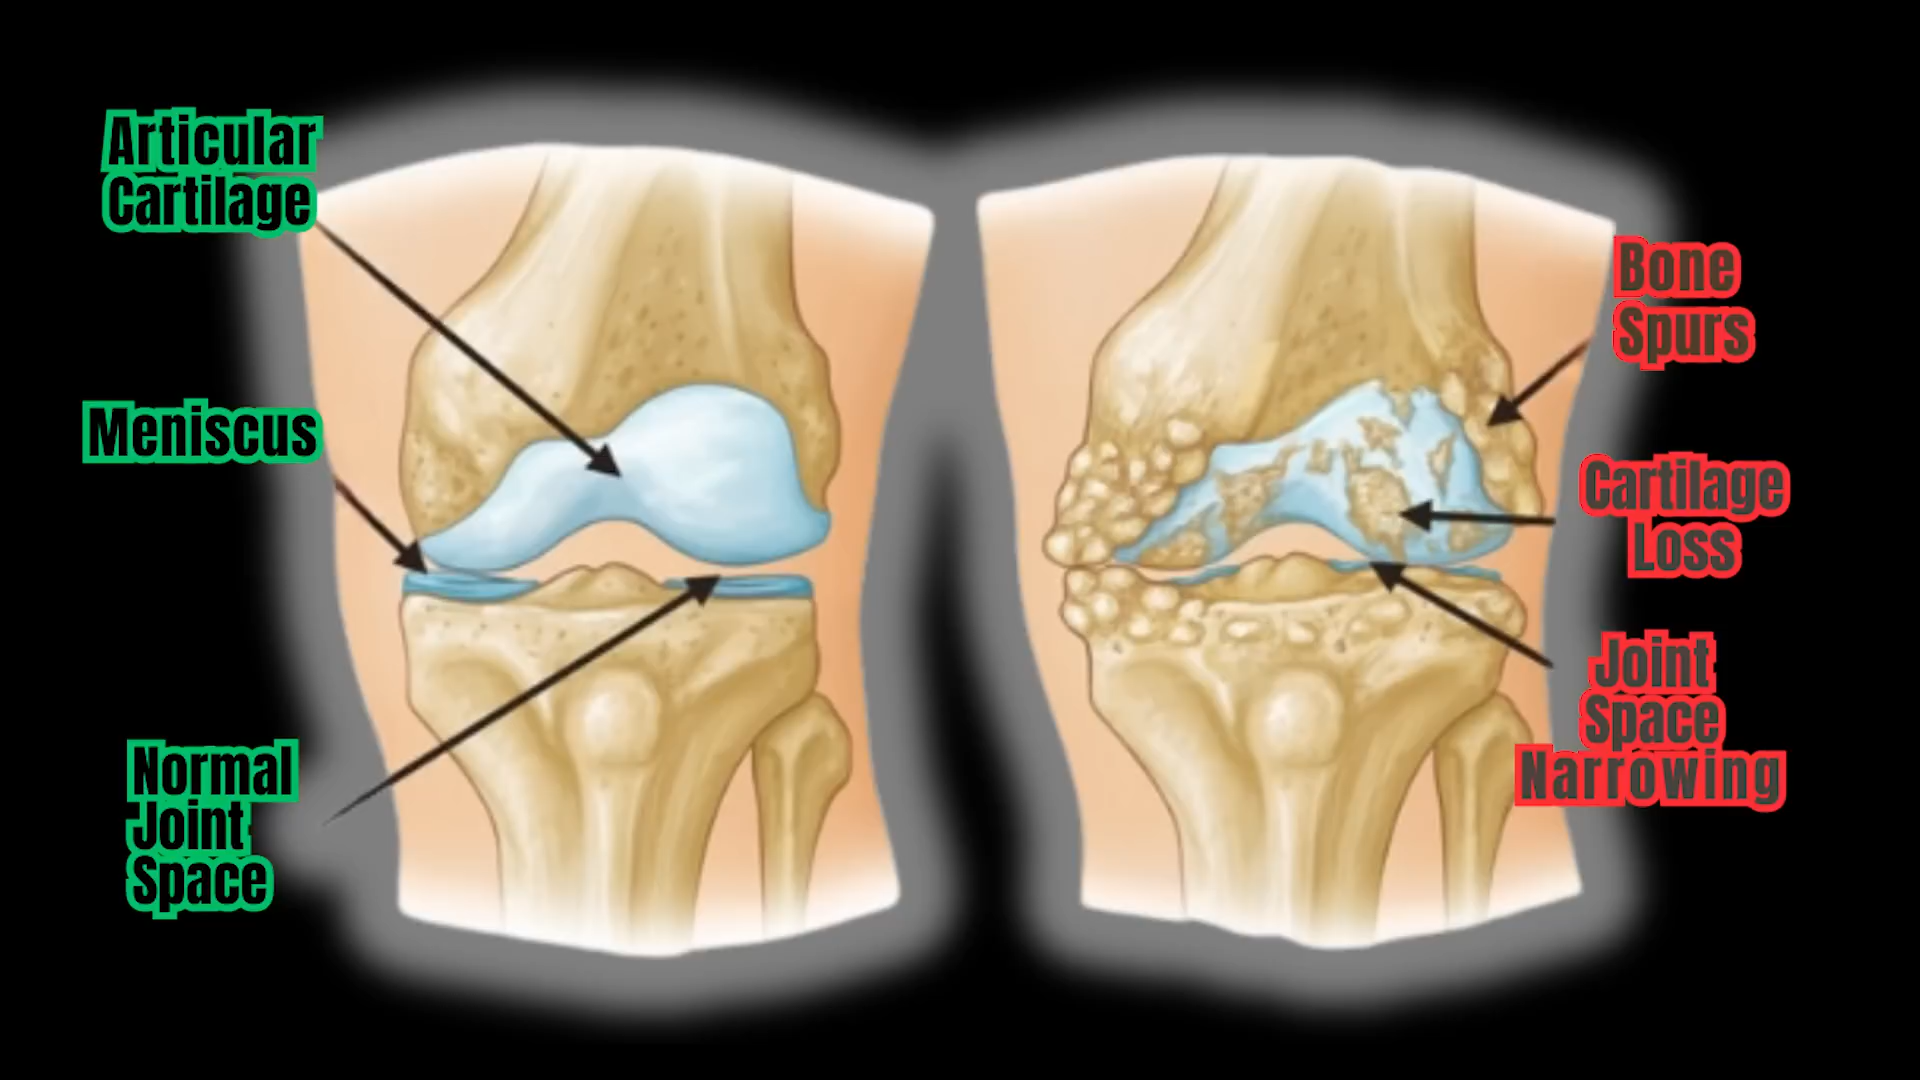 Articular
Cartilage
Meniscus
Normal
Joint
Space
Bone
Spurs
Cartilage
Loss
Joint
Space
Narrowing